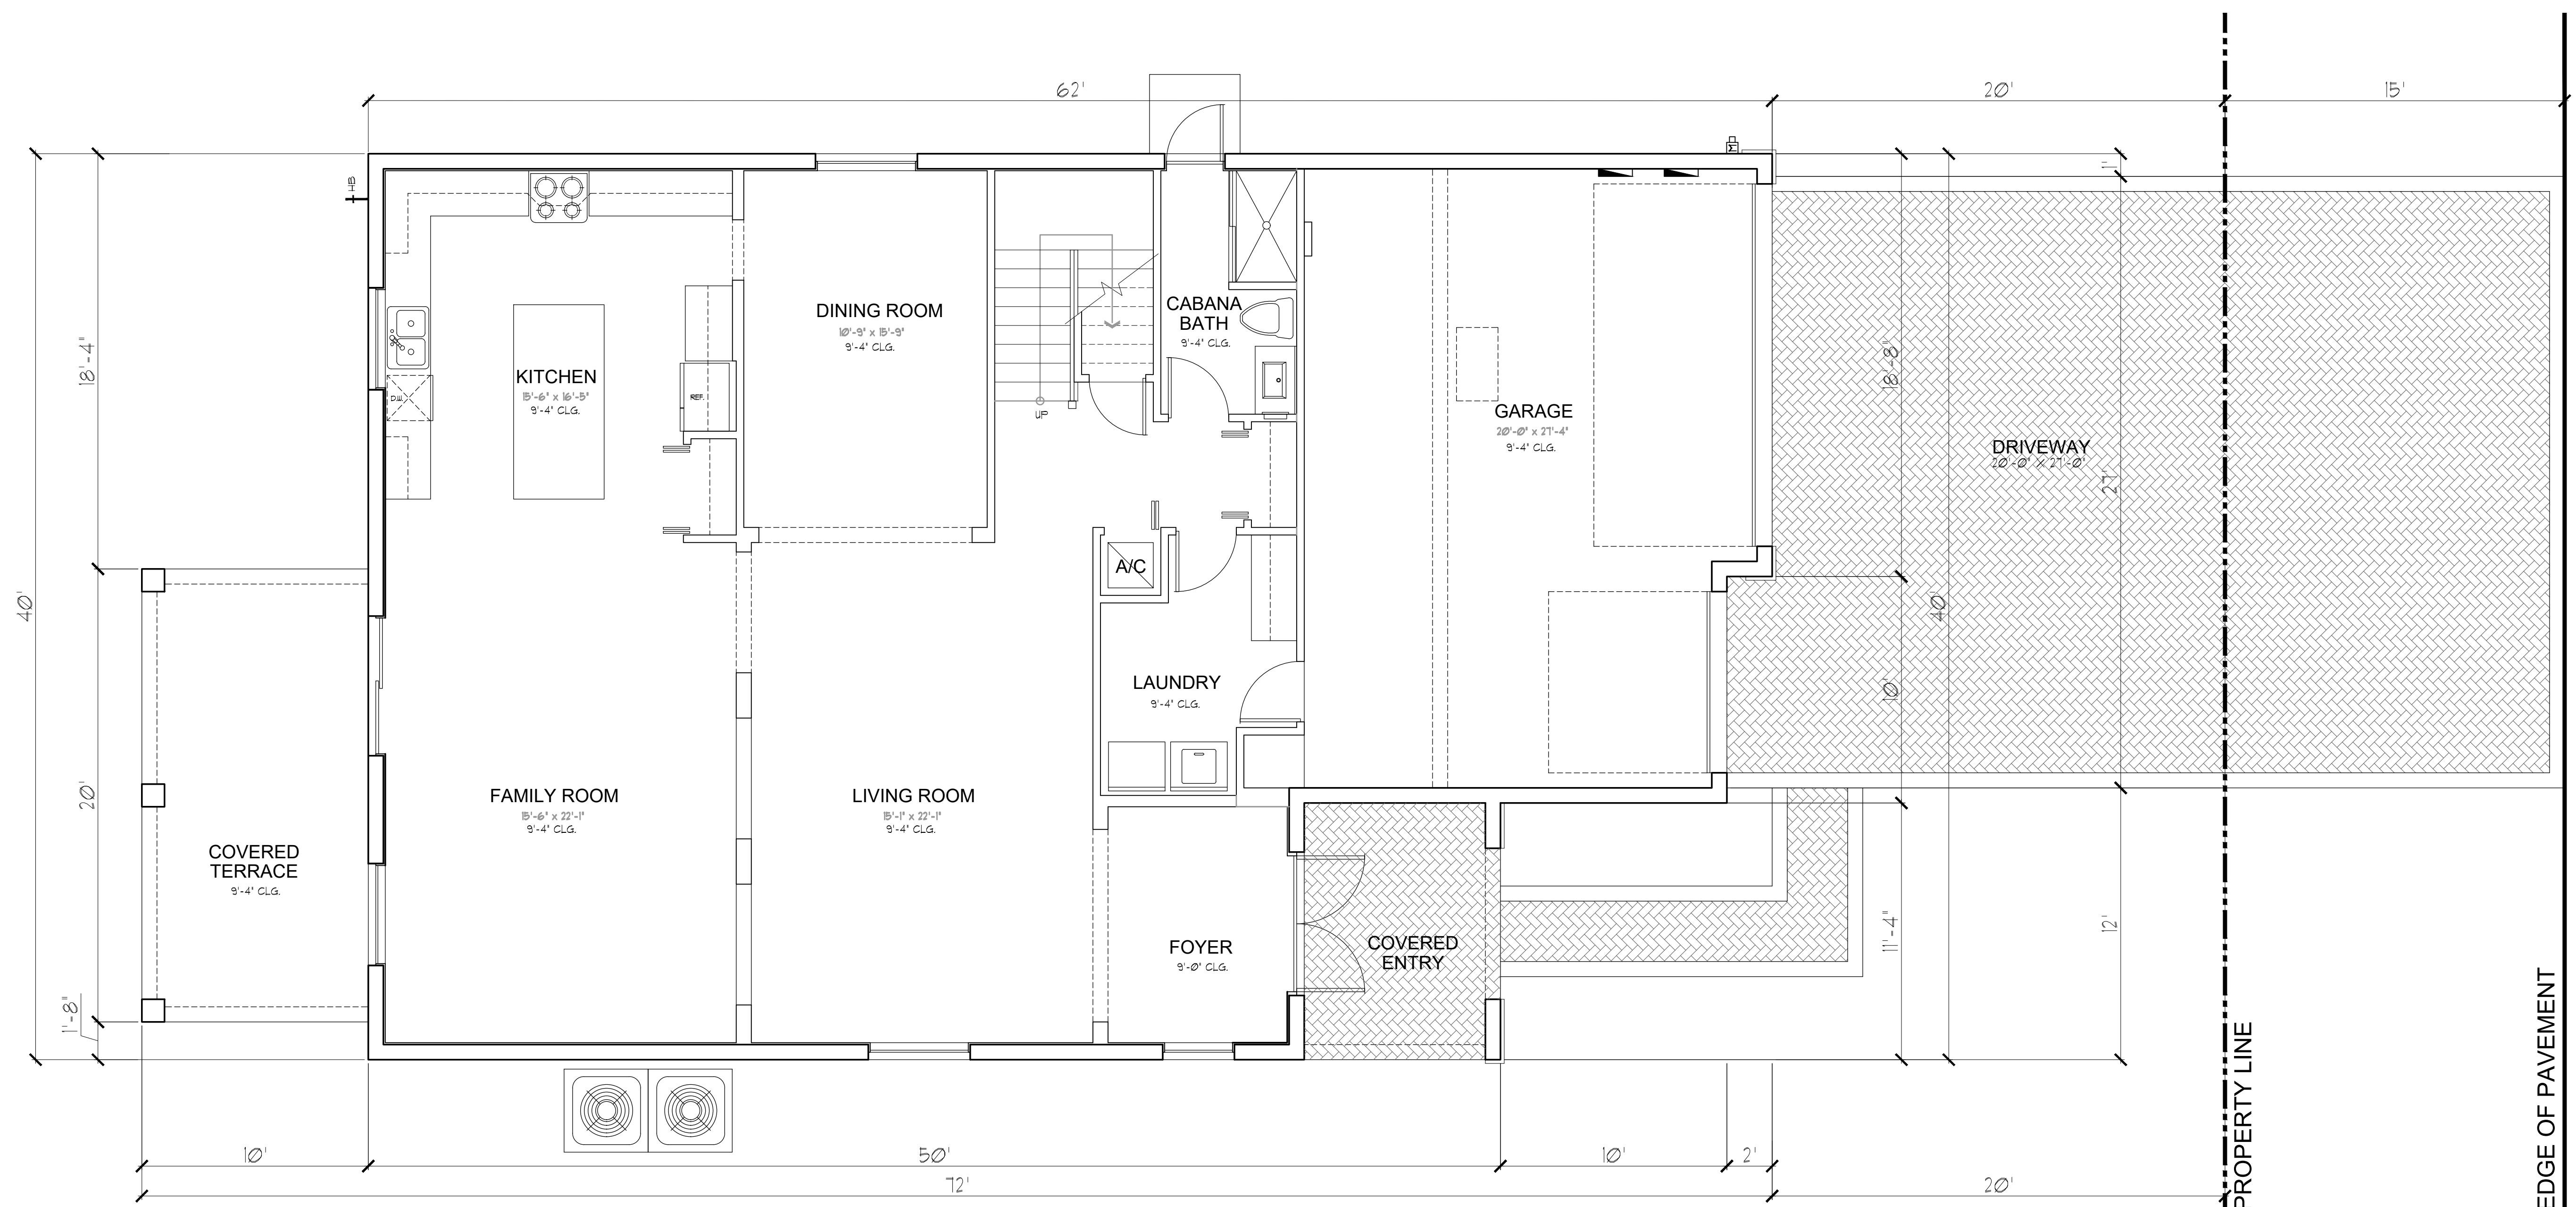 62'
20'
15'
HB
M
1'
DINING ROOM
10'-9" x 15'-9"
9'-4" CLG.
CABANA
BATH
9'-4" CLG.
18'-4"
KITCHEN
15'-6" x 16'-5"
9'-4" CLG.
D.W.
REF.
UP
18'-8"
GARAGE
20'-0" x 27'-4"
9'-4" CLG.
DRIVEWAY
20'-0" X 27'-0"
27'
A/C
40'
40'
LAUNDRY
9'-4" CLG.
10'
20'
FAMILY ROOM
15'-6" x 22'-1"
9'-4" CLG.
LIVING ROOM
15'-1" x 22'-1"
9'-4" CLG.
COVERED
TERRACE
9'-4" CLG.
FOYER
9'-0" CLG.
COVERED
ENTRY
11'-4"
12'
1'-8"
PROPERTY LINE
EDGE OF PAVEMENT
10'
50'
10'
2'
72'
20'